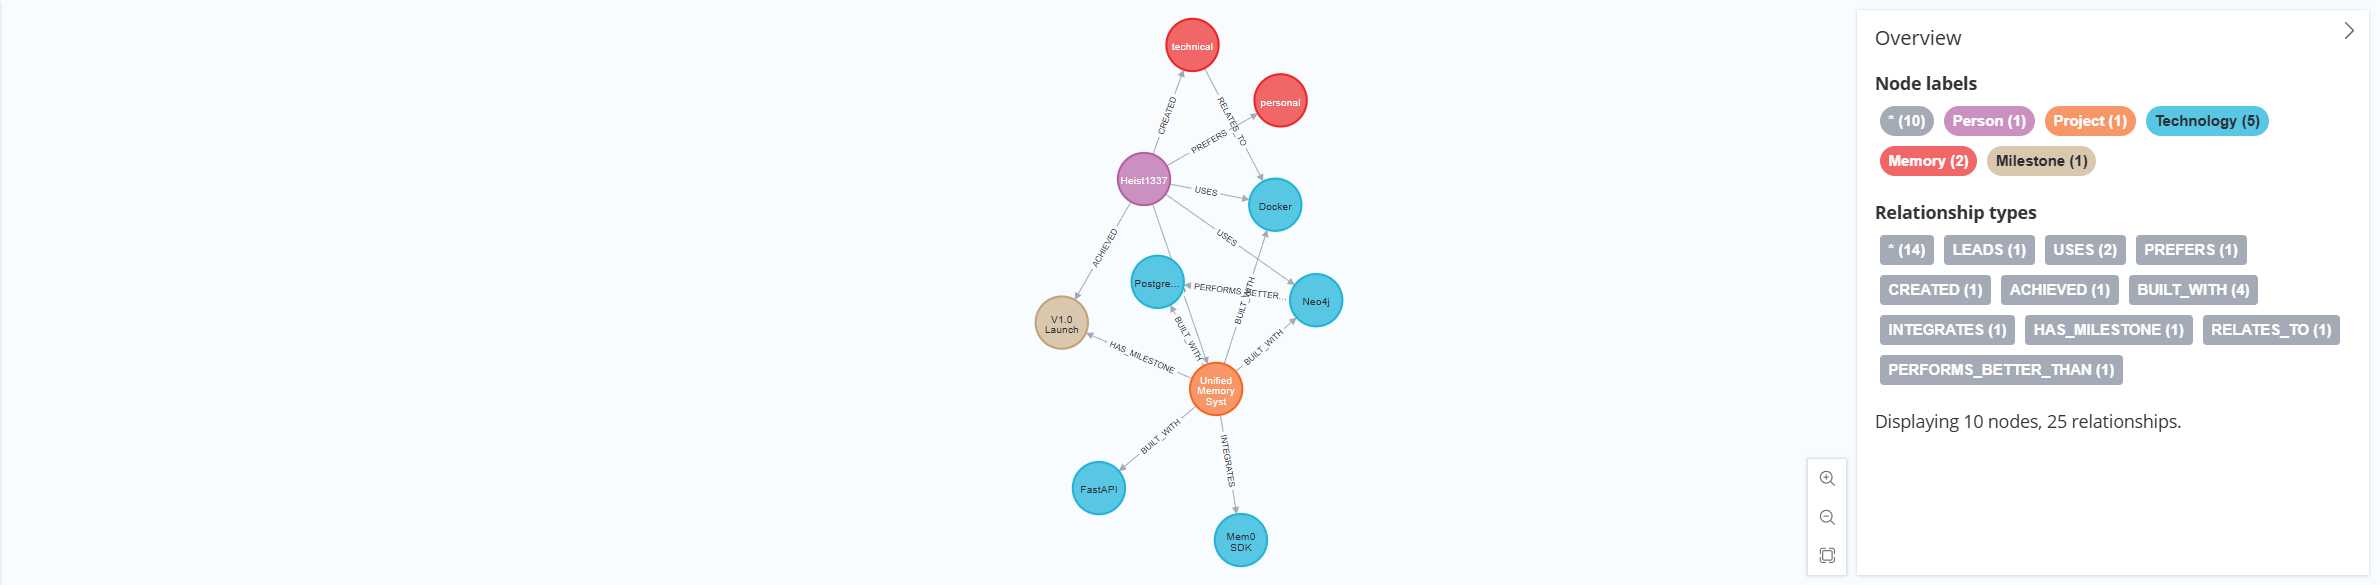 technical
personal
CREATED
RELATES_TO
PREFERS
Heist1337
USES
Docker
USES
ACHIEVED
Postgre...
PERFORMS_BETTER...
BUILT_WITH
Neo4j
V1.0
Launch
BUILT_WITH
BUILT_WITH
HAS_MILESTONE
Unified
Memory
Syst
BUILT_WITH
INTEGRATES
FastAPI
Mem0
SDK
Overview
Node labels
* (10) Person (1) Project (1) Technology (5)
Memory (2) Milestone (1)
Relationship types
* (14) LEADS (1) USES (2) PREFERS (1)
CREATED (1) ACHIEVED (1) BUILT_WITH (4)
INTEGRATES (1) HAS_MILESTONE (1) RELATES_TO (1)
PERFORMS_BETTER_THAN (1)
Displaying 10 nodes, 25 relationships.